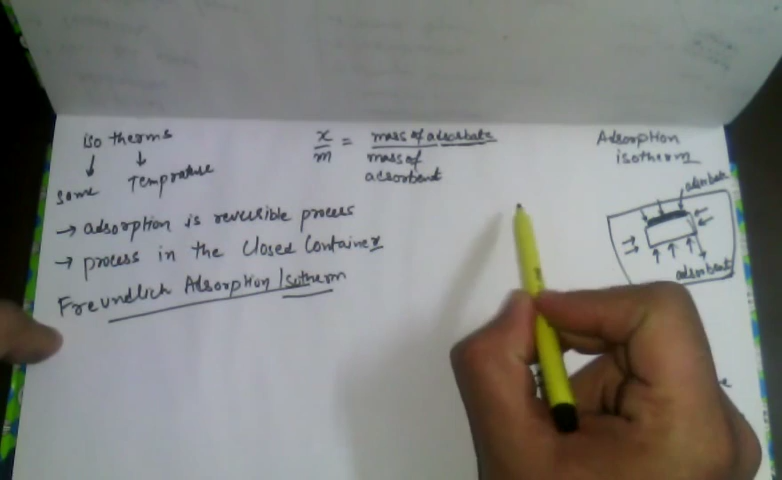 iso therms
same Temprature
→ adsorption is reversible process
→ process in the closed container
Freundlich Adsorption Isotherm
x/m = mass of adsorbate / mass of adsorbent
Adsorption
isotherm
adsorbate
adsorbent